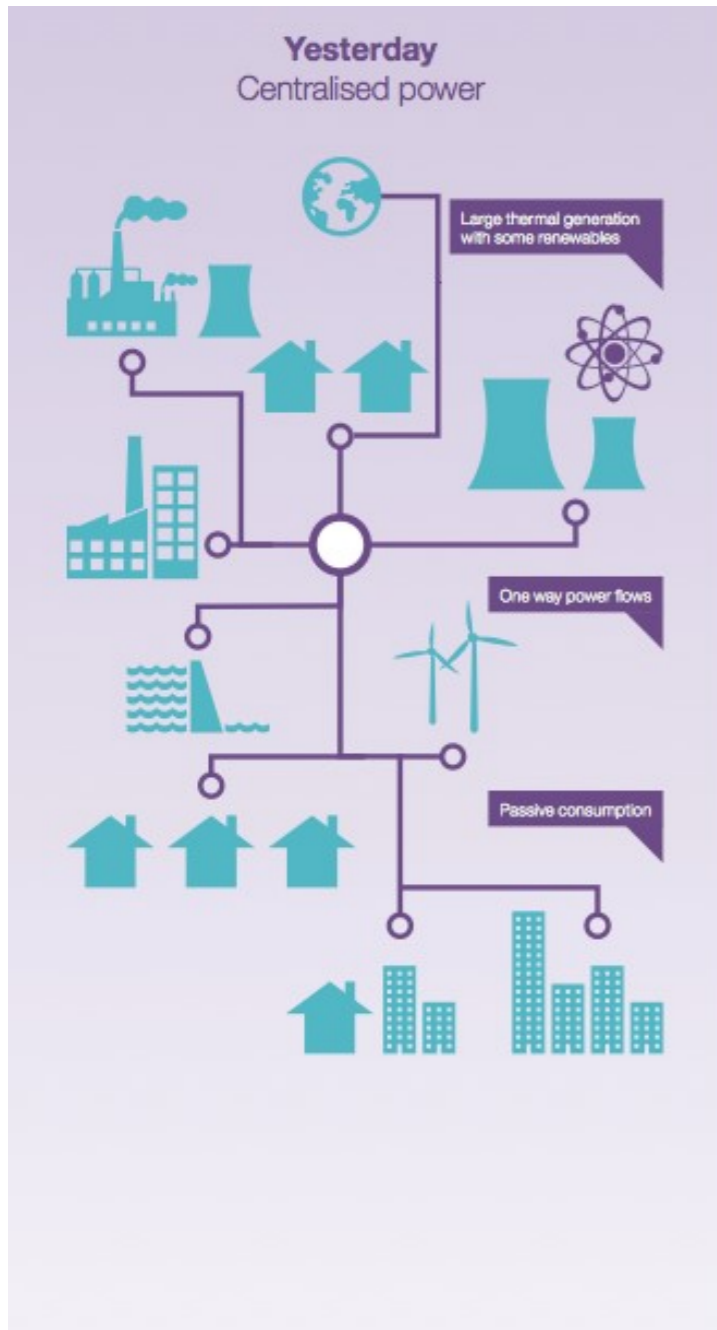 Yesterday
Centralised power
Large thermal generation
with some renewables
One way power flows
Passive consumption